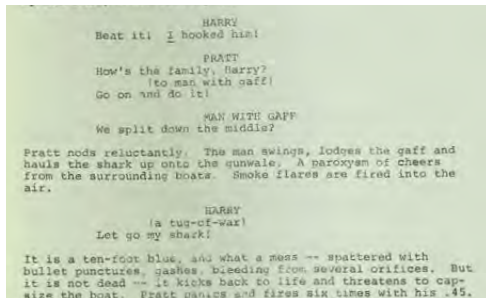 HARRY
Beat it! I hooked him!
PRATT
How's the family, Harry?
(to man with gaff)
Go on and do it!
MAN WITH GAFF
We split down the middle?
Pratt nods reluctantly. The man swings, lodges the gaff and
hauls the shark up onto the gunwale. A paroxysm of cheers
from the surrounding boats. Smoke flares are fired into the
air.
HARRY
(a tug-of-war)
Let go my shark!
It is a ten-foot blue, and what a mess -- spattered with
bullet punctures, gashes, bleeding from several orifices. But
it is not dead -- it kicks back to life and threatens to cap-
size the boat. Pratt panics and fires six times with his .45.